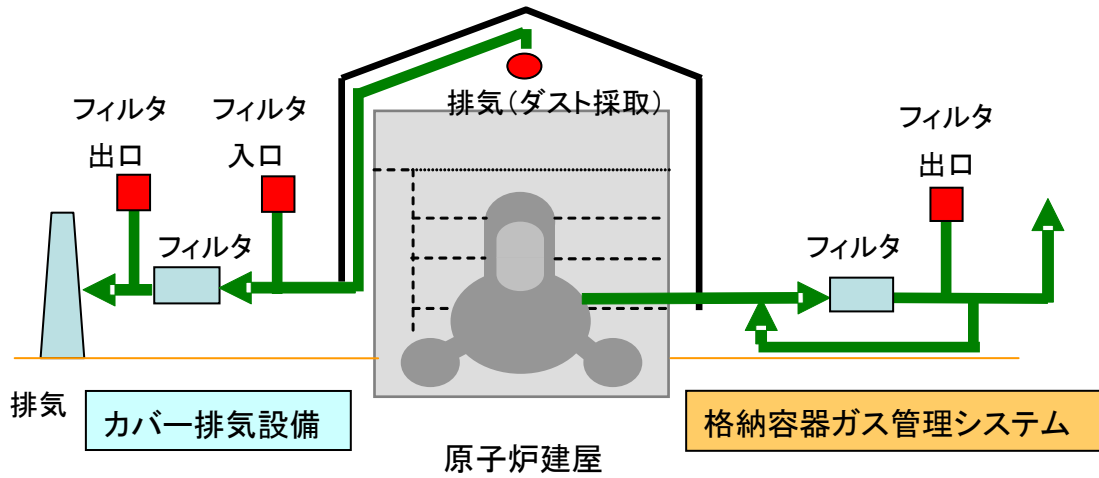 排気(ダスト採取)
フィルタ
出口
フィルタ
入口
フィルタ
出口
フィルタ
フィルタ
排気
カバー排気設備
原子炉建屋
格納容器ガス管理システム